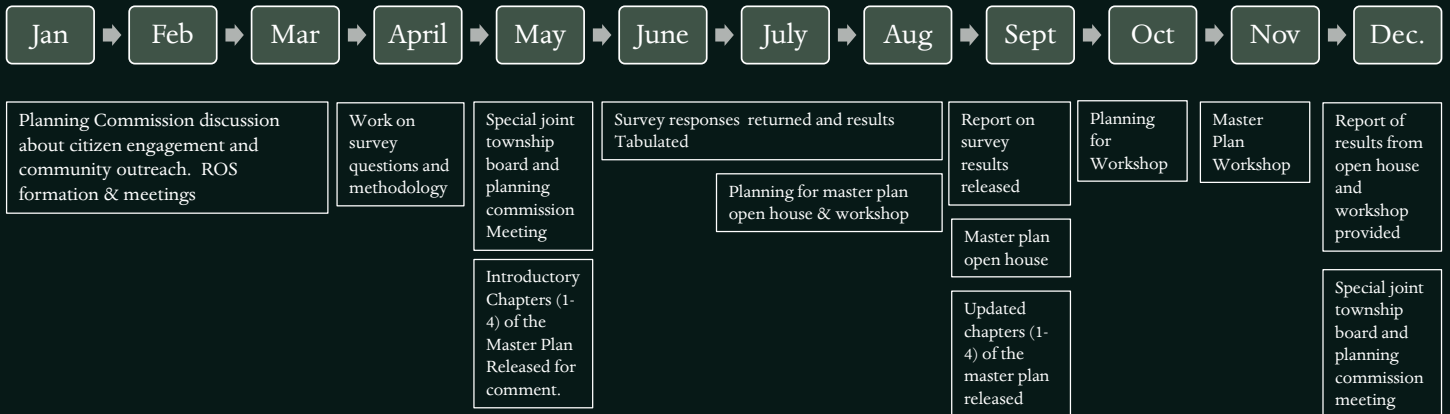 Jan
Feb
Mar
April
May
June
July
Aug
Sept
Oct
Nov
Dec.
Planning Commission discussion
about citizen engagement and
community outreach. ROS
formation & meetings
Work on
survey
questions and
methodology
Special joint
township
board and
planning
commission
Meeting
Introductory
Chapters (1-
4) of the
Master Plan
Released for
comment.
Survey responses returned and results
Tabulated
Planning for master plan
open house & workshop
Report on
survey
results
released
Master plan
open house
Updated
chapters (1-
4) of the
master plan
released
Planning
for
Workshop
Master
Plan
Workshop
Report of
results from
open house
and
workshop
provided
Special joint
township
board and
planning
commission
meeting